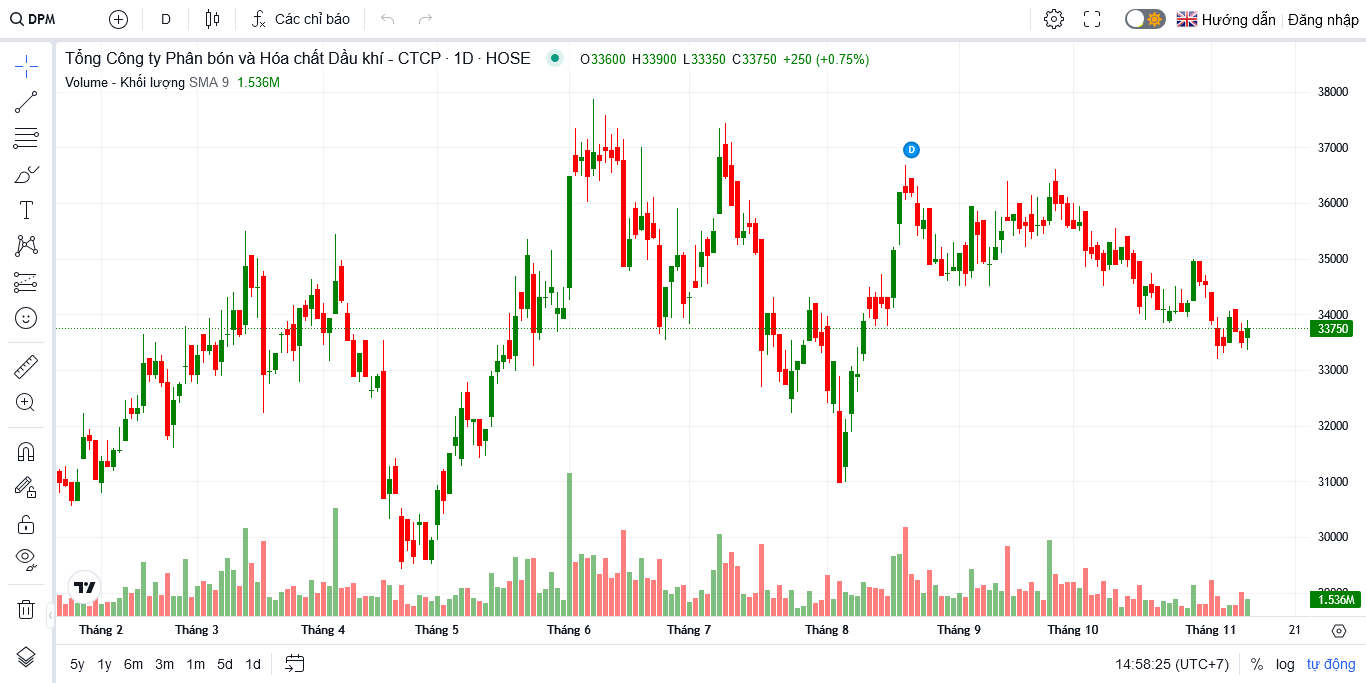 DPM
D
Các chỉ báo
Hướng dẫn
Đăng nhập
Tổng Công ty Phân bón và Hóa chất Dầu khí - CTCP · 1D · HOSE
O33600 H33900 L33350 C33750 +250 (+0.75%)
Volume - Khối lượng SMA 9 1.536M
38000
37000
D
36000
35000
34000
33750
33000
32000
31000
30000
1.536M
Tháng 2
Tháng 3
Tháng 4
Tháng 5
Tháng 6
Tháng 7
Tháng 8
Tháng 9
Tháng 10
Tháng 11
21
5y 1y 6m 3m 1m 5d 1d
14:58:25 (UTC+7)
% log tự động